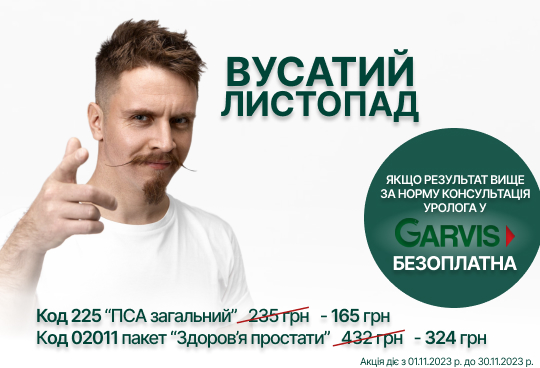 ВУСАТИЙ
ЛИСТОПАД
ЯКЩО РЕЗУЛЬТАТ ВИЩЕ
ЗА НОРМУ КОНСУЛЬТАЦІЯ
УРОЛОГА У
GARVIS
БЕЗОПЛАТНА
Код 225 “ПСА загальний” 235 грн - 165 грн
Код 02011 пакет “Здоров’я простати” 432 грн - 324 грн
Акція діє з 01.11.2023 р. до 30.11.2023 р.